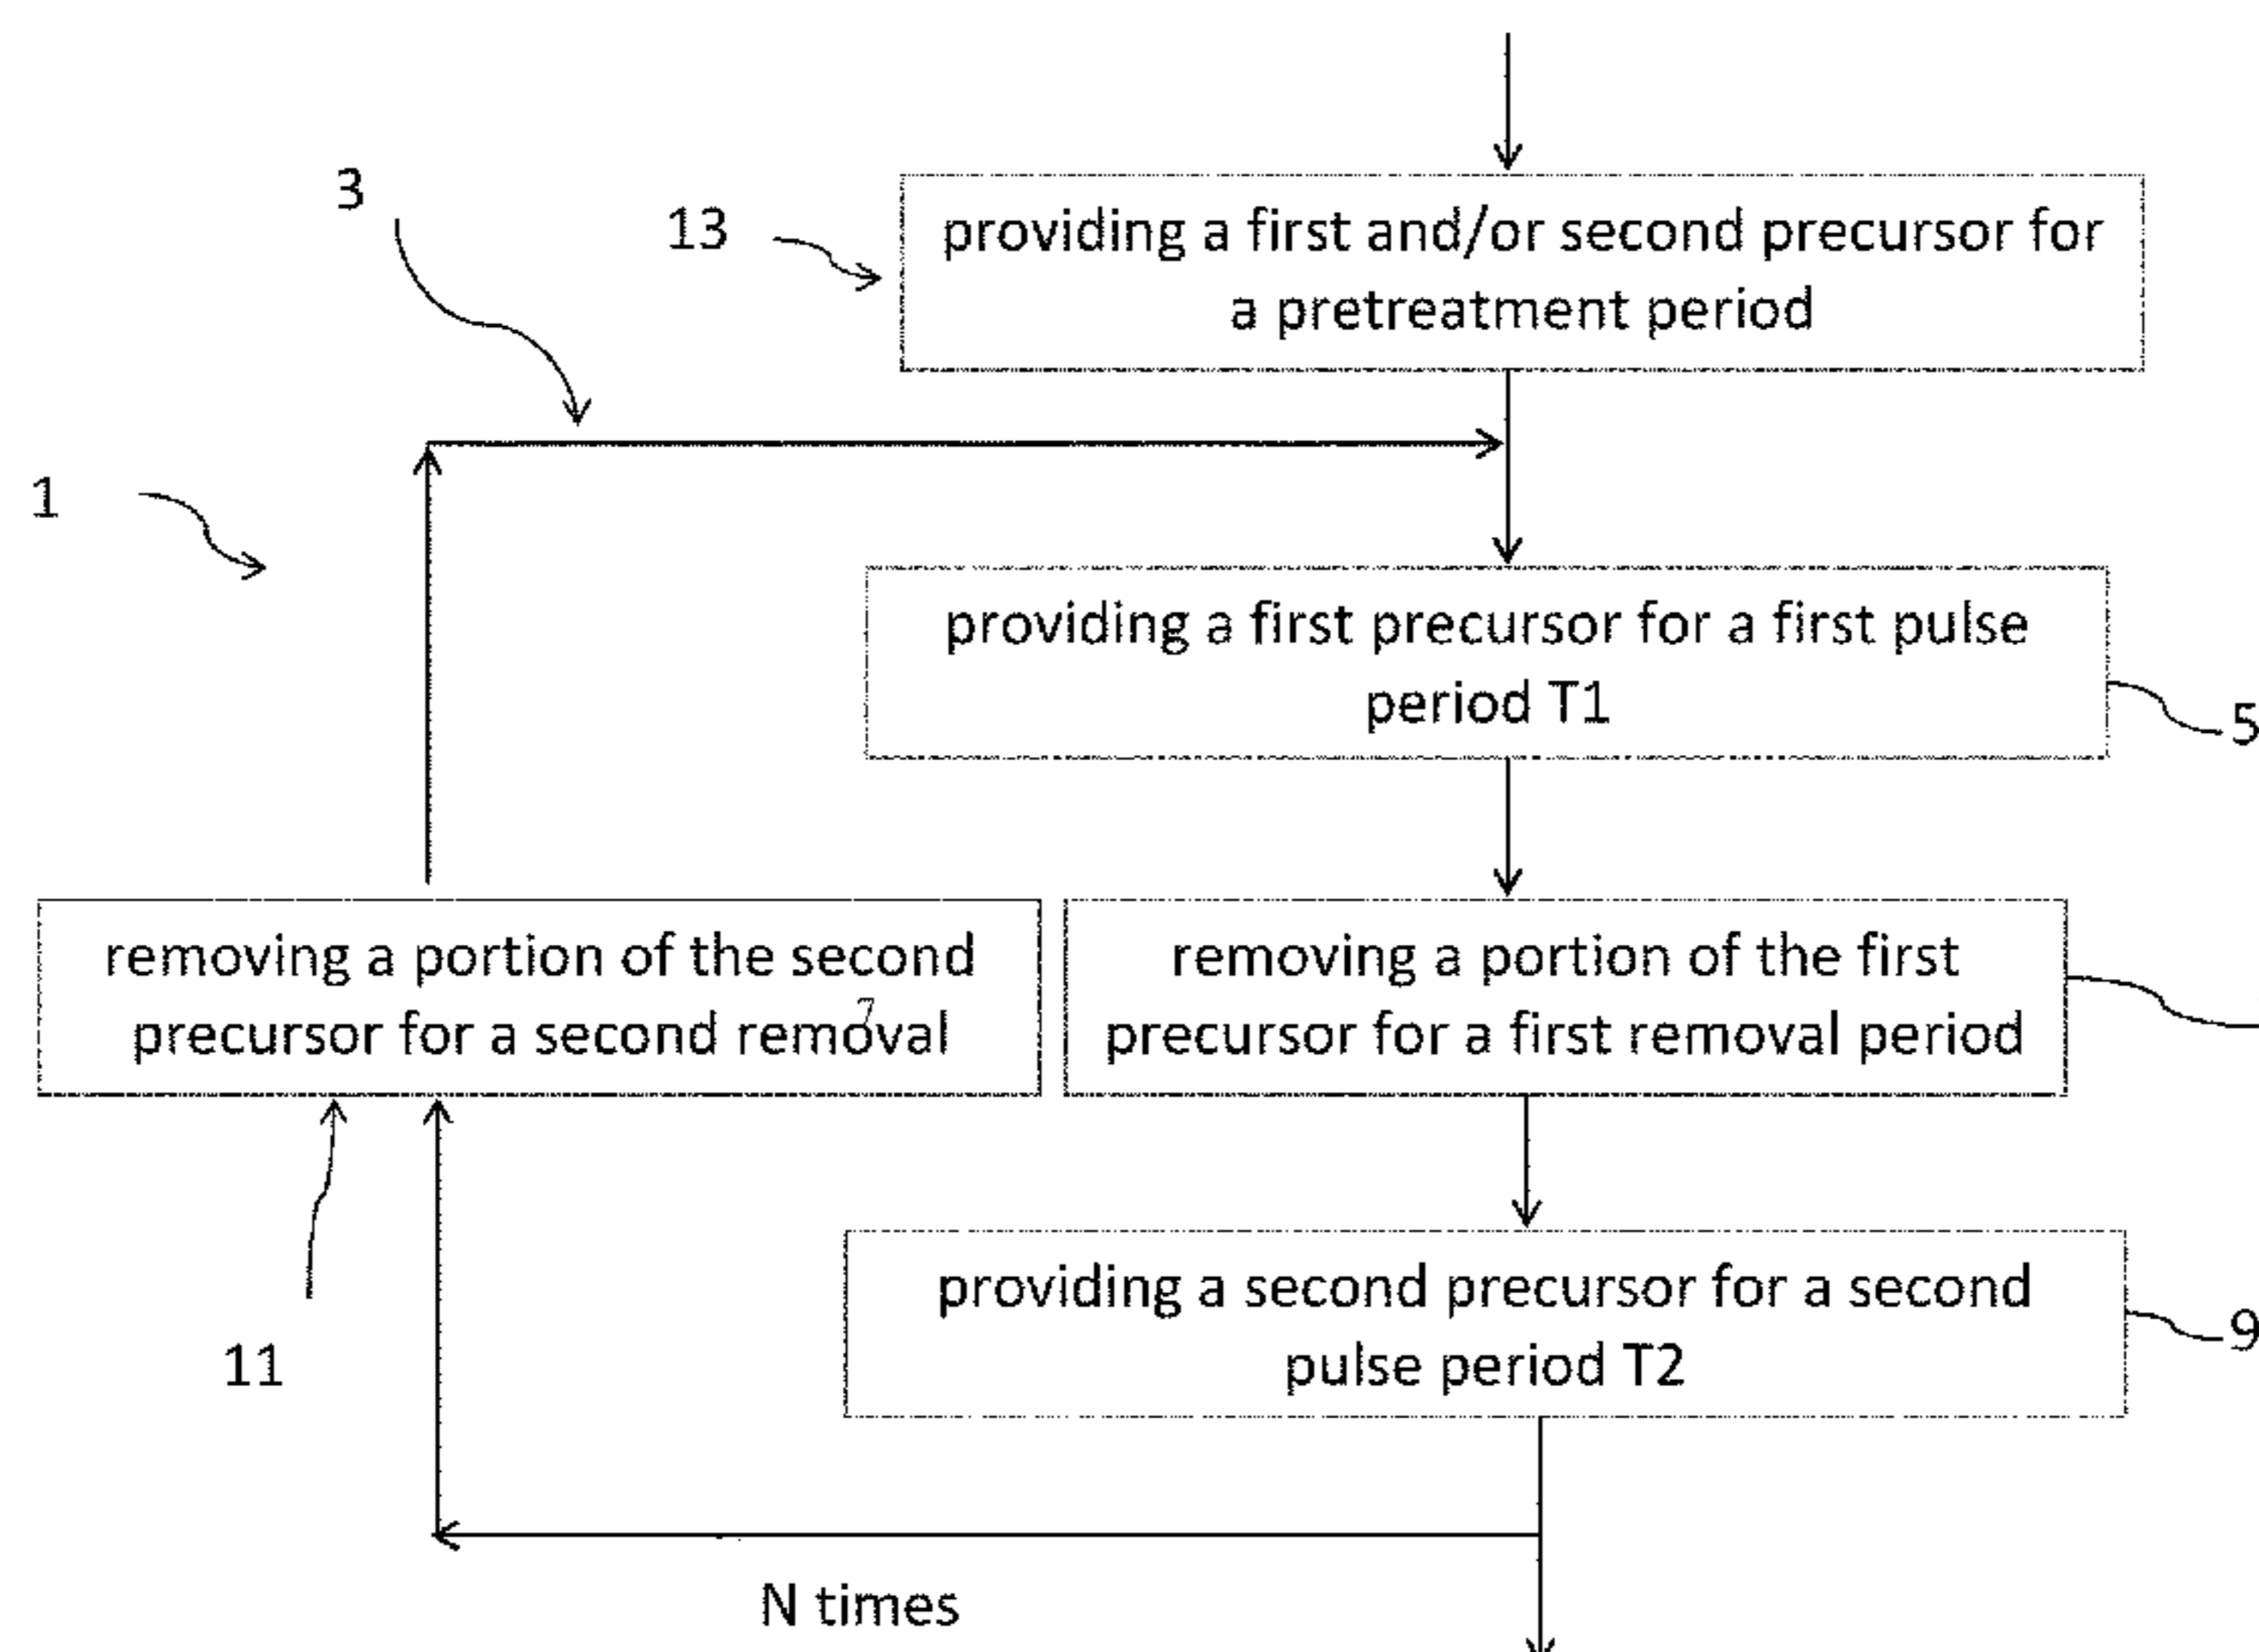 3
13
providing a first and/or second precursor for
a pretreatment period
1
providing a first precursor for a first pulse
period T1
5
removing a portion of the second
precursor for a second removal
7
removing a portion of the first
precursor for a first removal period
11
providing a second precursor for a second
pulse period T2
9
N times